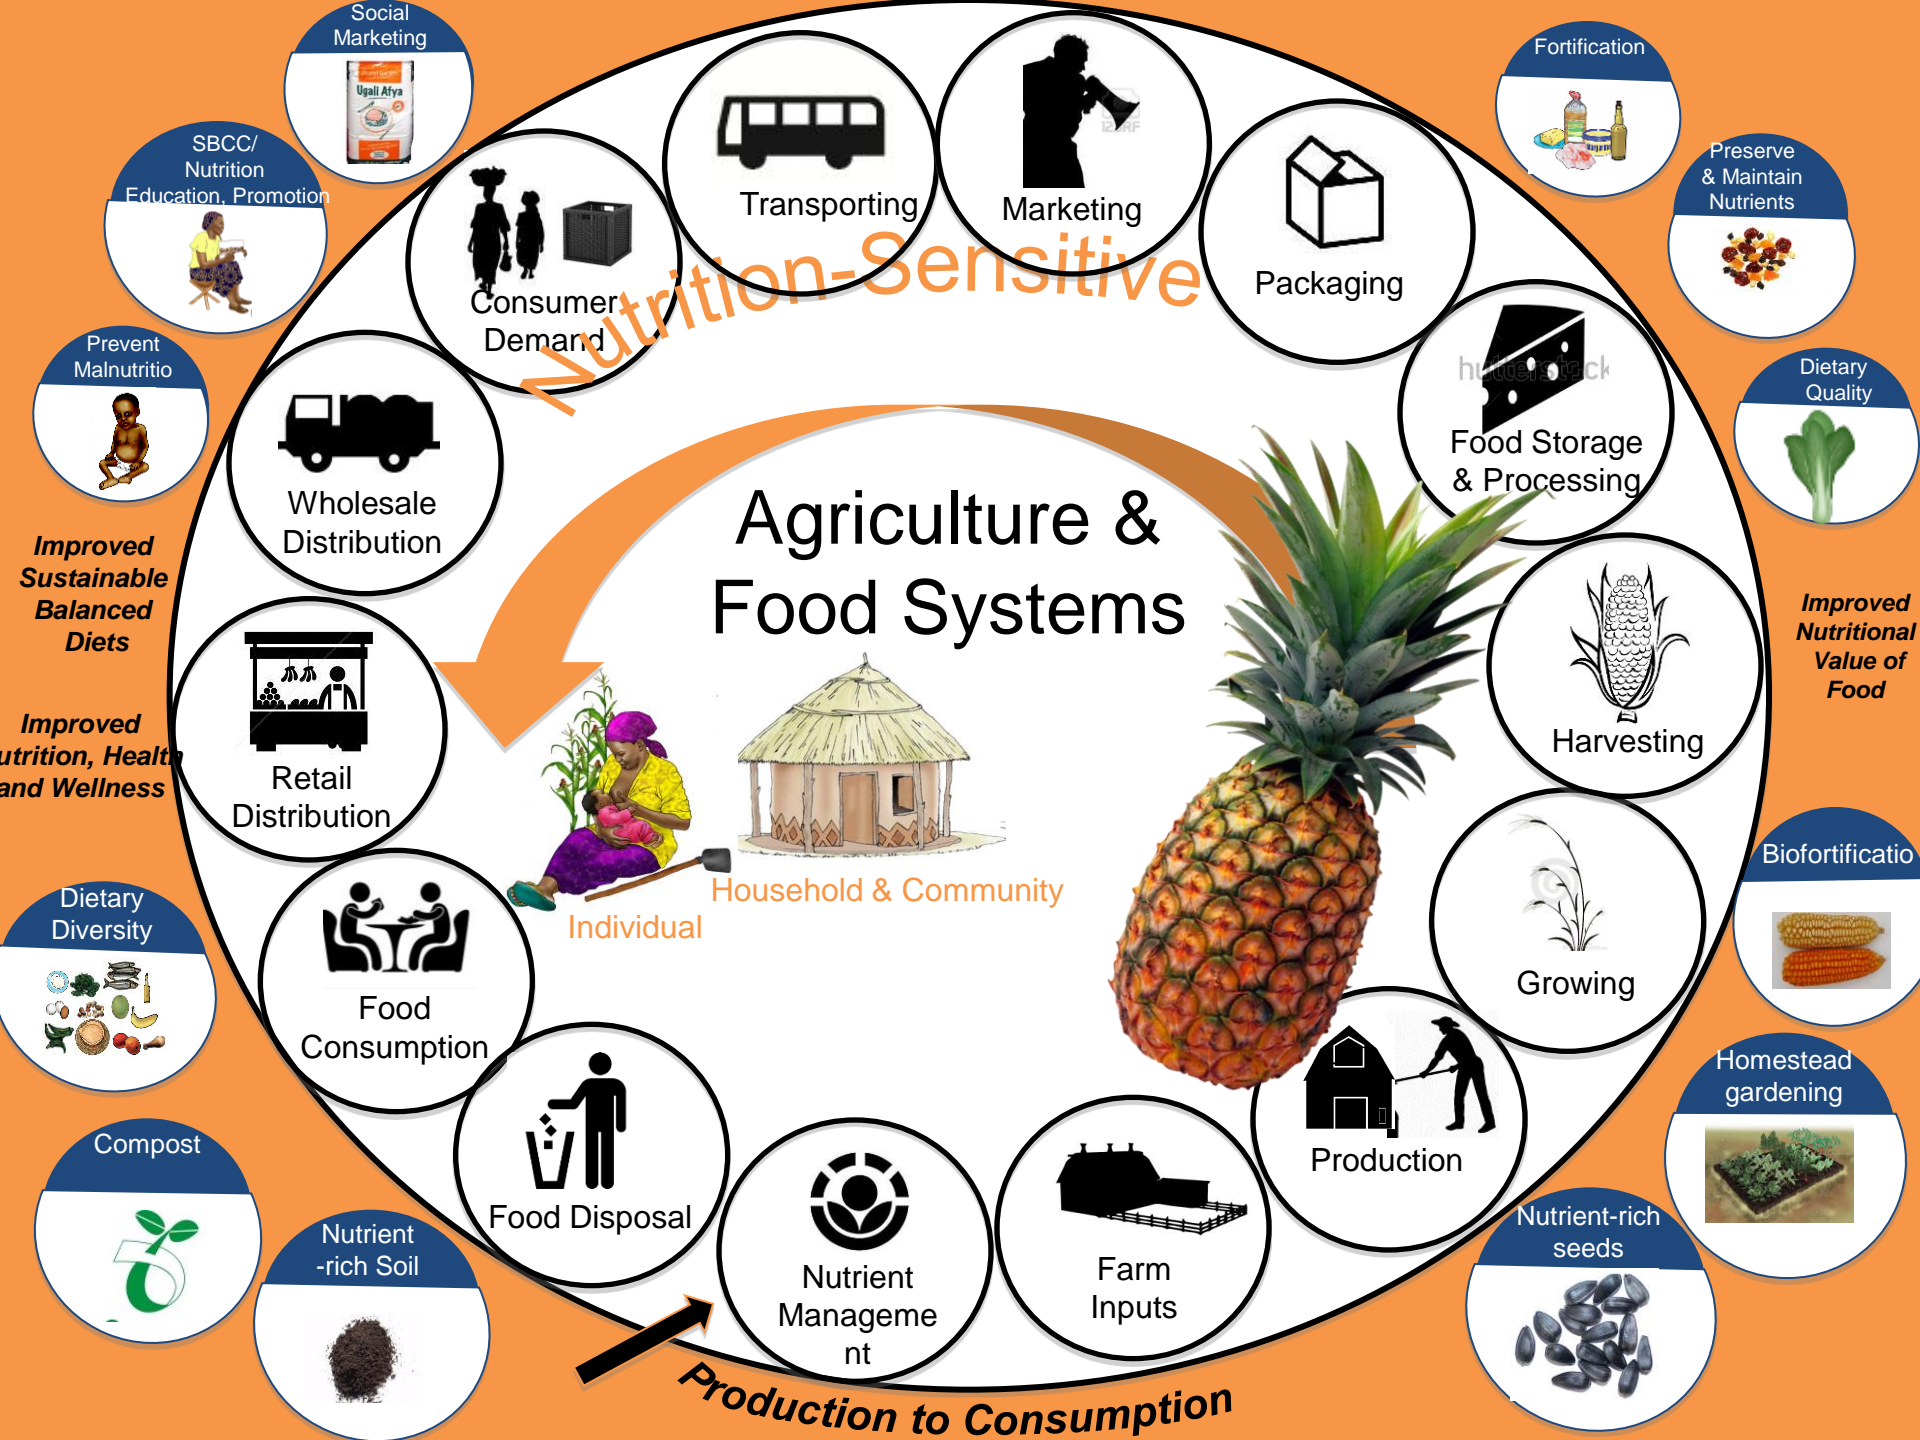 Social
Marketing
Ugali Afya
SBCC/
Nutrition
Education, Promotion
Prevent
Malnutritio
Improved
Sustainable
Balanced
Diets
Improved
utrition, Health
and Wellness
Dietary
Diversity
Compost
Nutrient
-rich Soil
Fortification
Preserve
& Maintain
Nutrients
Dietary
Quality
Improved
Nutritional
Value of
Food
Biofortificatio
Homestead
gardening
Nutrient-rich
seeds
Nutrition-Sensitive
Agriculture &
Food Systems
Individual
Household & Community
Transporting
Marketing
Packaging
Food Storage
& Processing
Harvesting
Growing
Production
Farm
Inputs
Nutrient
Manageme
nt
Food Disposal
Food
Consumption
Retail
Distribution
Wholesale
Distribution
Consumer
Demand
Production to Consumption